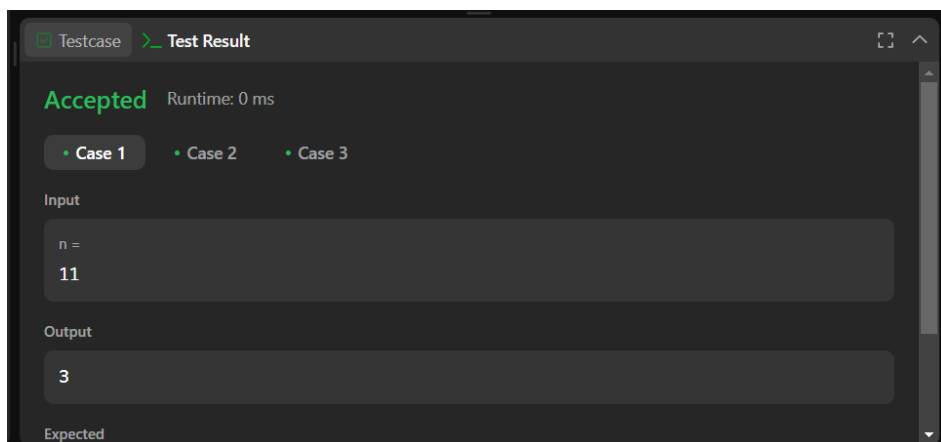 Testcase >_ Test Result
Accepted Runtime: 0 ms
• Case 1 • Case 2 • Case 3
Input
n =
11
Output
3
Expected